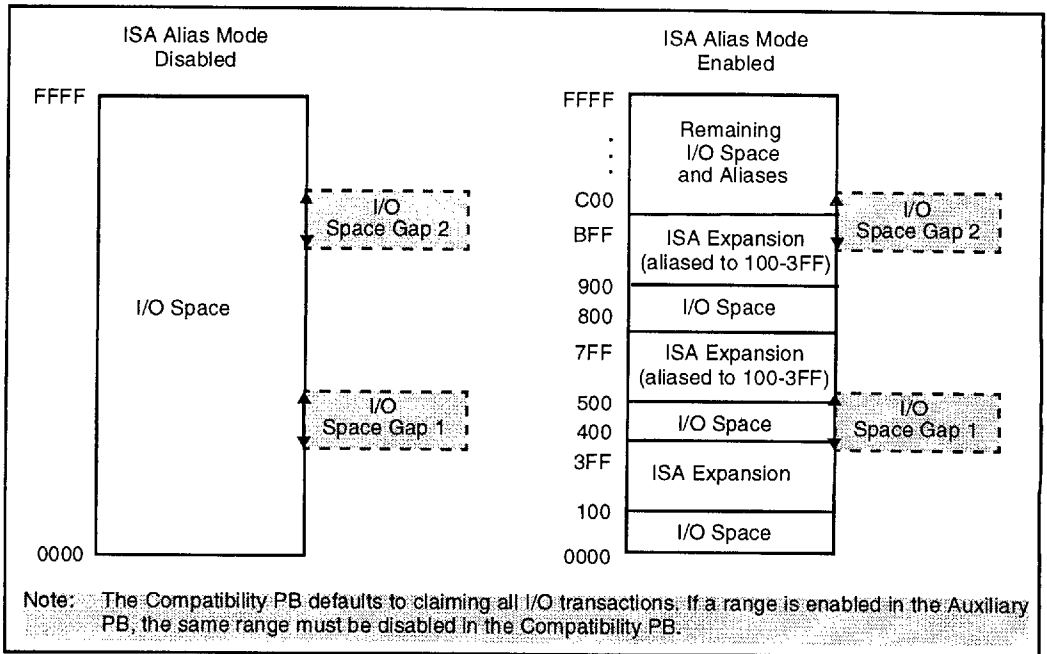 ISA Alias Mode
Disabled
FFFF
I/O
Space Gap 2
I/O Space
I/O
Space Gap 1
0000
ISA Alias Mode
Enabled
FFFF
.
.
.
Remaining
I/O Space
and Aliases
C00
I/O
Space Gap 2
BFF
ISA Expansion
(aliased to 100-3FF)
900
I/O Space
800
7FF
ISA Expansion
(aliased to 100-3FF)
500
I/O Space
400
I/O
Space Gap 1
3FF
ISA Expansion
100
I/O Space
0000
Note: The Compatibility PB defaults to claiming all I/O transactions. If a range is enabled in the Auxiliary
PB, the same range must be disabled in the Compatibility PB.